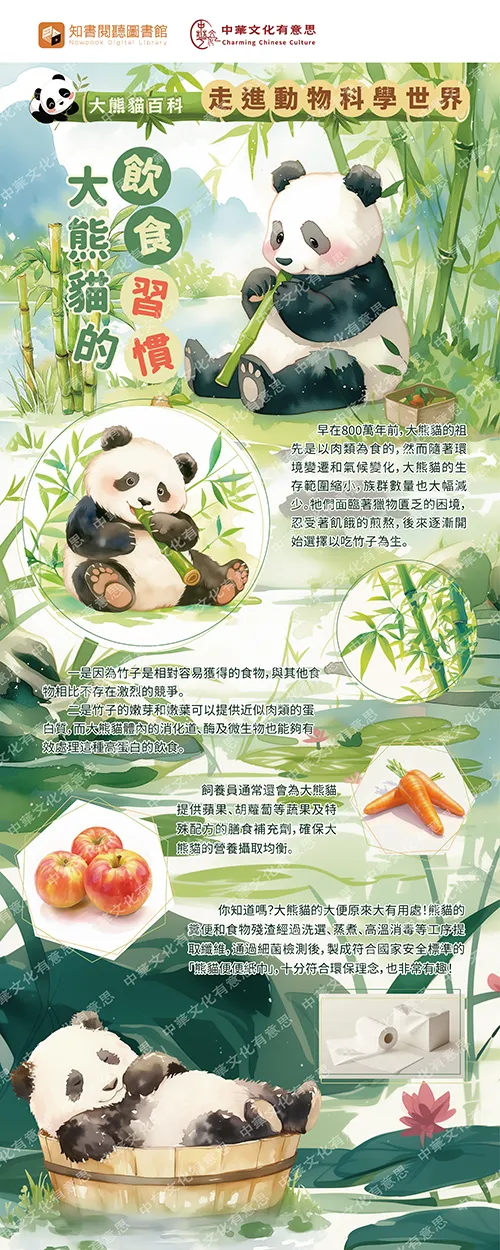 知書閱聽圖書館
Nowbook Digital Library
中華文化有意思
Charming Chinese Culture
大熊貓百科
走進動物科學世界
大熊貓的
飲食習慣
早在800萬年前,大熊貓的祖
先是以肉類為食的,然而隨著環
境變遷和氣候變化,大熊貓的生
存範圍縮小,族群數量也大幅減
少。牠們面臨著獵物匱乏的困境,
忍受著飢餓的煎熬,後來逐漸開
始選擇以吃竹子為生。
一是因為竹子是相對容易獲得的食物,與其他食
物相比不存在激烈的競爭。
二是竹子的嫩芽和嫩葉可以提供近似肉類的蛋
白質,而大熊貓體內的消化道、酶及微生物也能夠有
效處理這種高蛋白的飲食。
飼養員通常還會為大熊貓
提供蘋果、胡蘿蔔等蔬果及特
殊配方的膳食補充劑,確保大
熊貓的營養攝取均衡。
你知道嗎?大熊貓的大便原來大有用處!熊貓的
糞便和食物殘渣經過洗選、蒸煮、高溫消毒等工序提
取纖維,通過細菌檢測後,製成符合國家安全標準的
「熊貓便便紙巾」,十分符合環保理念,也非常有趣!